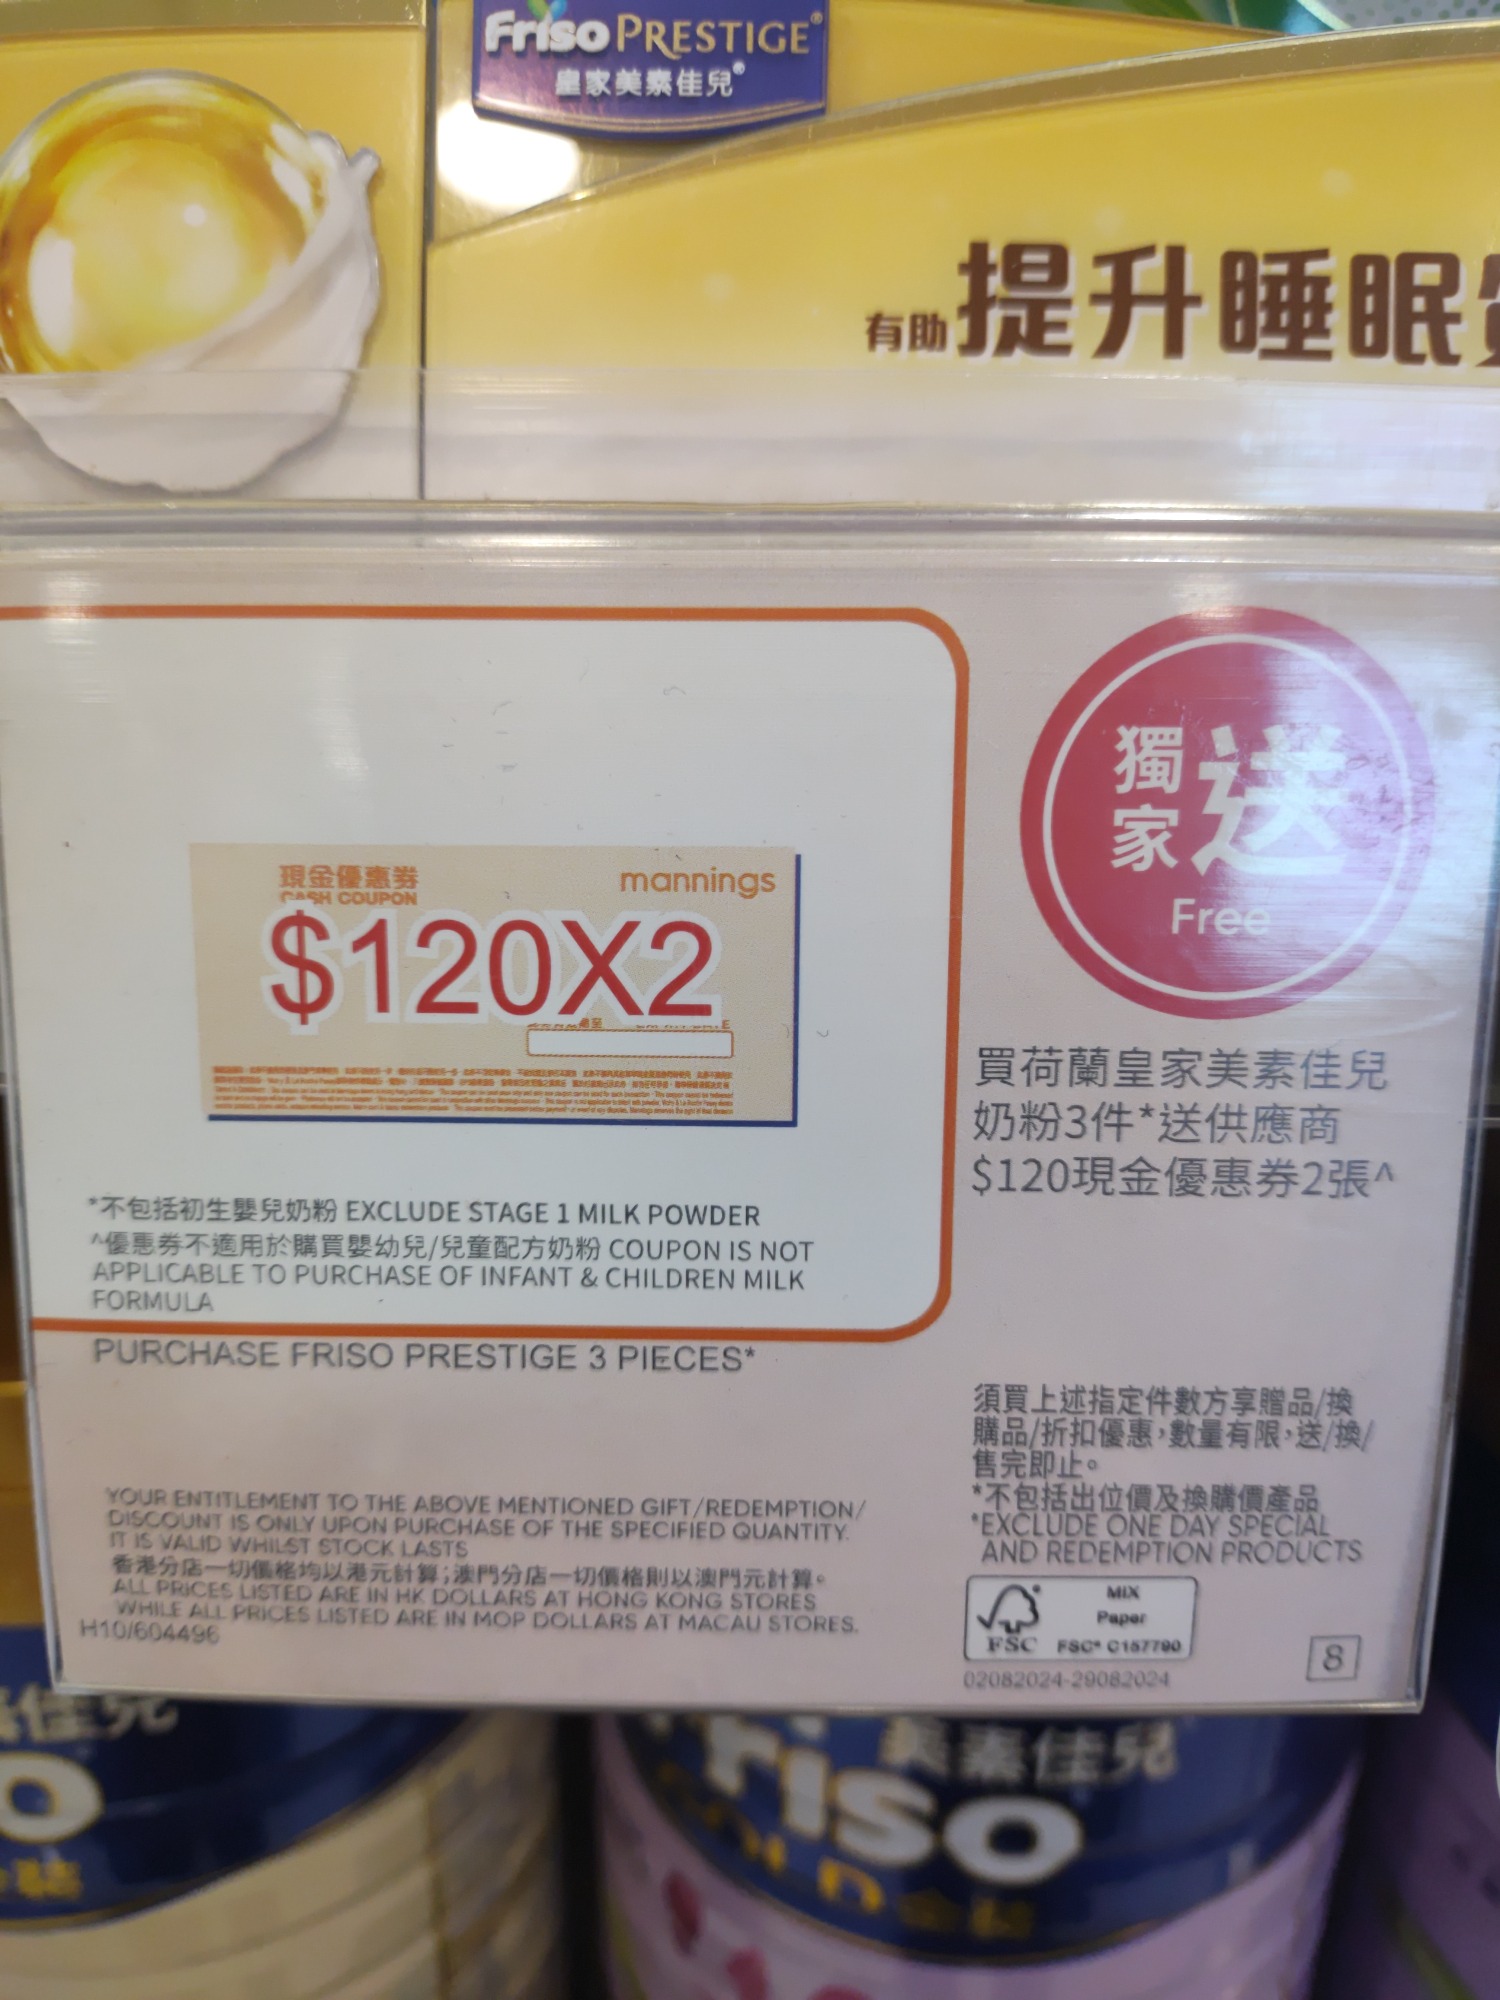 Friso PRESTIGE®
皇家美素佳兒®
有助提升睡眠
獨家送
Free
現金優惠券
mannings
CASH COUPON
$120X2
買荷蘭皇家美素佳兒
奶粉3件*送供應商
$120現金優惠券2張^
*不包括初生嬰兒奶粉 EXCLUDE STAGE 1 MILK POWDER
^優惠券不適用於購買嬰幼兒/兒童配方奶粉 COUPON IS NOT
APPLICABLE TO PURCHASE OF INFANT & CHILDREN MILK
FORMULA
PURCHASE FRISO PRESTIGE 3 PIECES*
YOUR ENTITLEMENT TO THE ABOVE MENTIONED GIFT/REDEMPTION/
DISCOUNT IS ONLY UPON PURCHASE OF THE SPECIFIED QUANTITY.
IT IS VALID WHILST STOCK LASTS
香港分店一切價格均以港元計算;澳門分店一切價格則以澳門元計算。
ALL PRICES LISTED ARE IN HK DOLLARS AT HONG KONG STORES
WHILE ALL PRICES LISTED ARE IN MOP DOLLARS AT MACAU STORES.
H10/604496
須買上述指定件數方享贈品/換
購品/折扣優惠,數量有限,送/換/
售完即止。
*不包括出位價及換購價產品
*EXCLUDE ONE DAY SPECIAL
AND REDEMPTION PRODUCTS
MIX
Paper
FSC FSC® C157790
02082024-29082024
8
佳兒
美素佳兒
Friso
GOLD 金裝